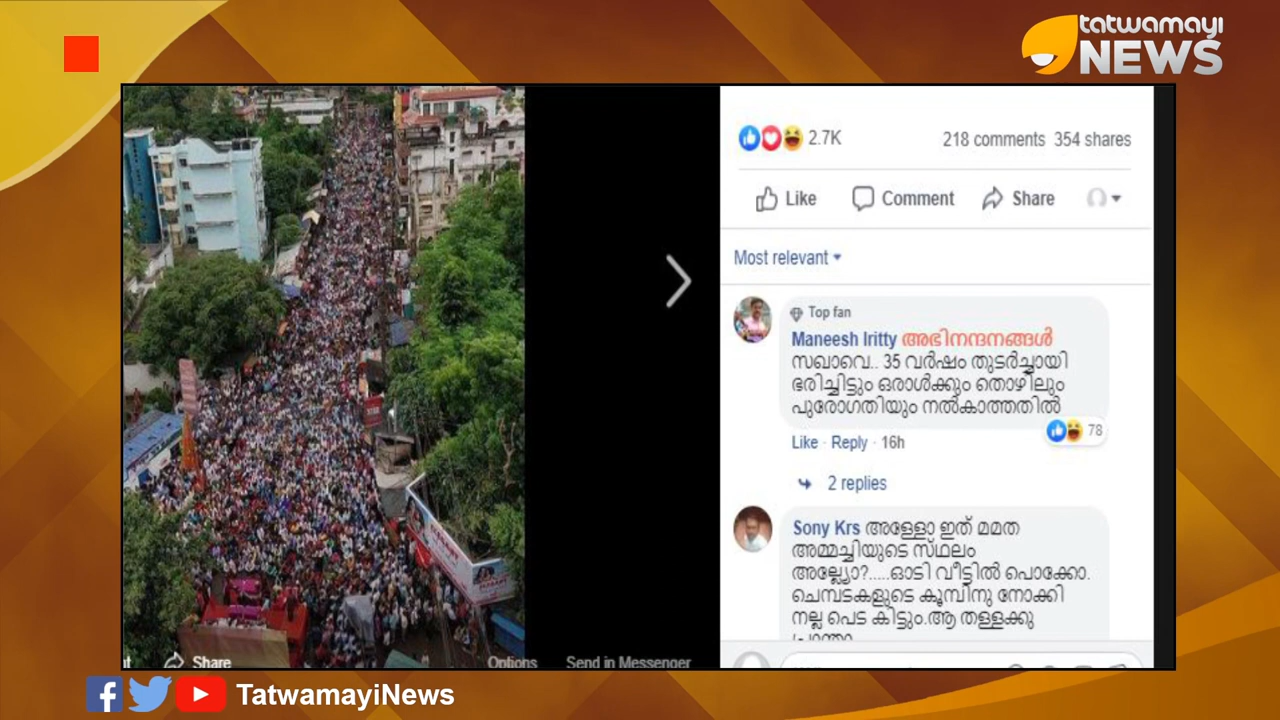 tatwamayi
NEWS
2.7K
218 comments 354 shares
Like
Comment
Share
Most relevant
Top fan
Maneesh Iritty അഭിനന്ദനങ്ങൾ
സഖാവെ.. 35 വർഷം തുടർച്ചായി
ഭരിച്ചിട്ടും ഒരാൾക്കും തൊഴിലും
പുരോഗതിയും നൽകാത്തതിൽ
78
Like · Reply · 16h
2 replies
Sony Krs അള്ളോ ഇത് മമത
അമ്മച്ചിയുടെ സ്ഥലം
അല്ല്യോ?.....ഓടി വീട്ടിൽ പൊക്കോ.
ചെമ്പടകളുടെ കൂമ്പിനു നോക്കി
നല്ല പെട കിട്ടും.ആ തള്ളക്കു
Share
Options
Send in Messenger
TatwamayiNews